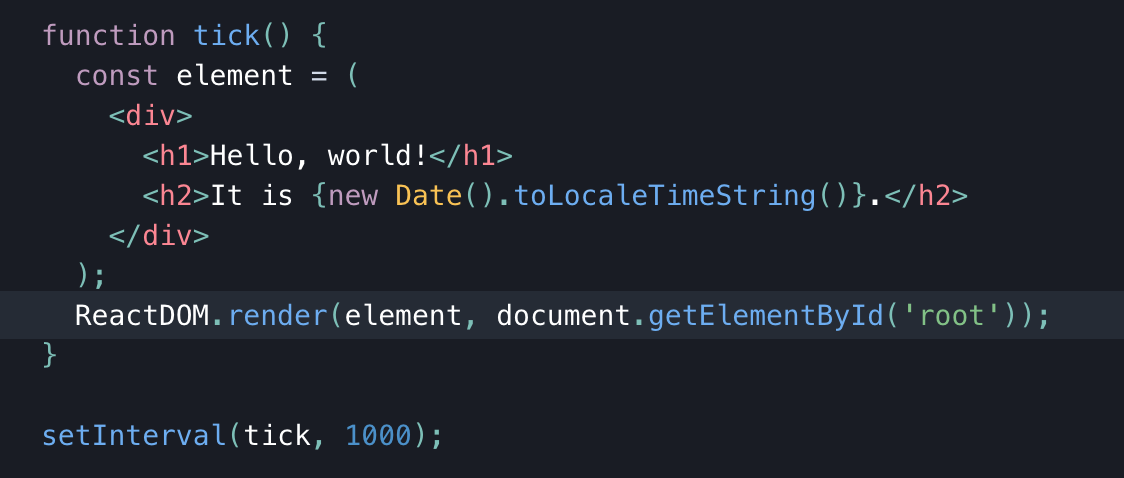 function tick() {
  const element = (
    <div>
      <h1>Hello, world!</h1>
      <h2>It is {new Date().toLocaleTimeString()}.</h2>
    </div>
  );
  ReactDOM.render(element, document.getElementById('root'));
}

setInterval(tick, 1000);